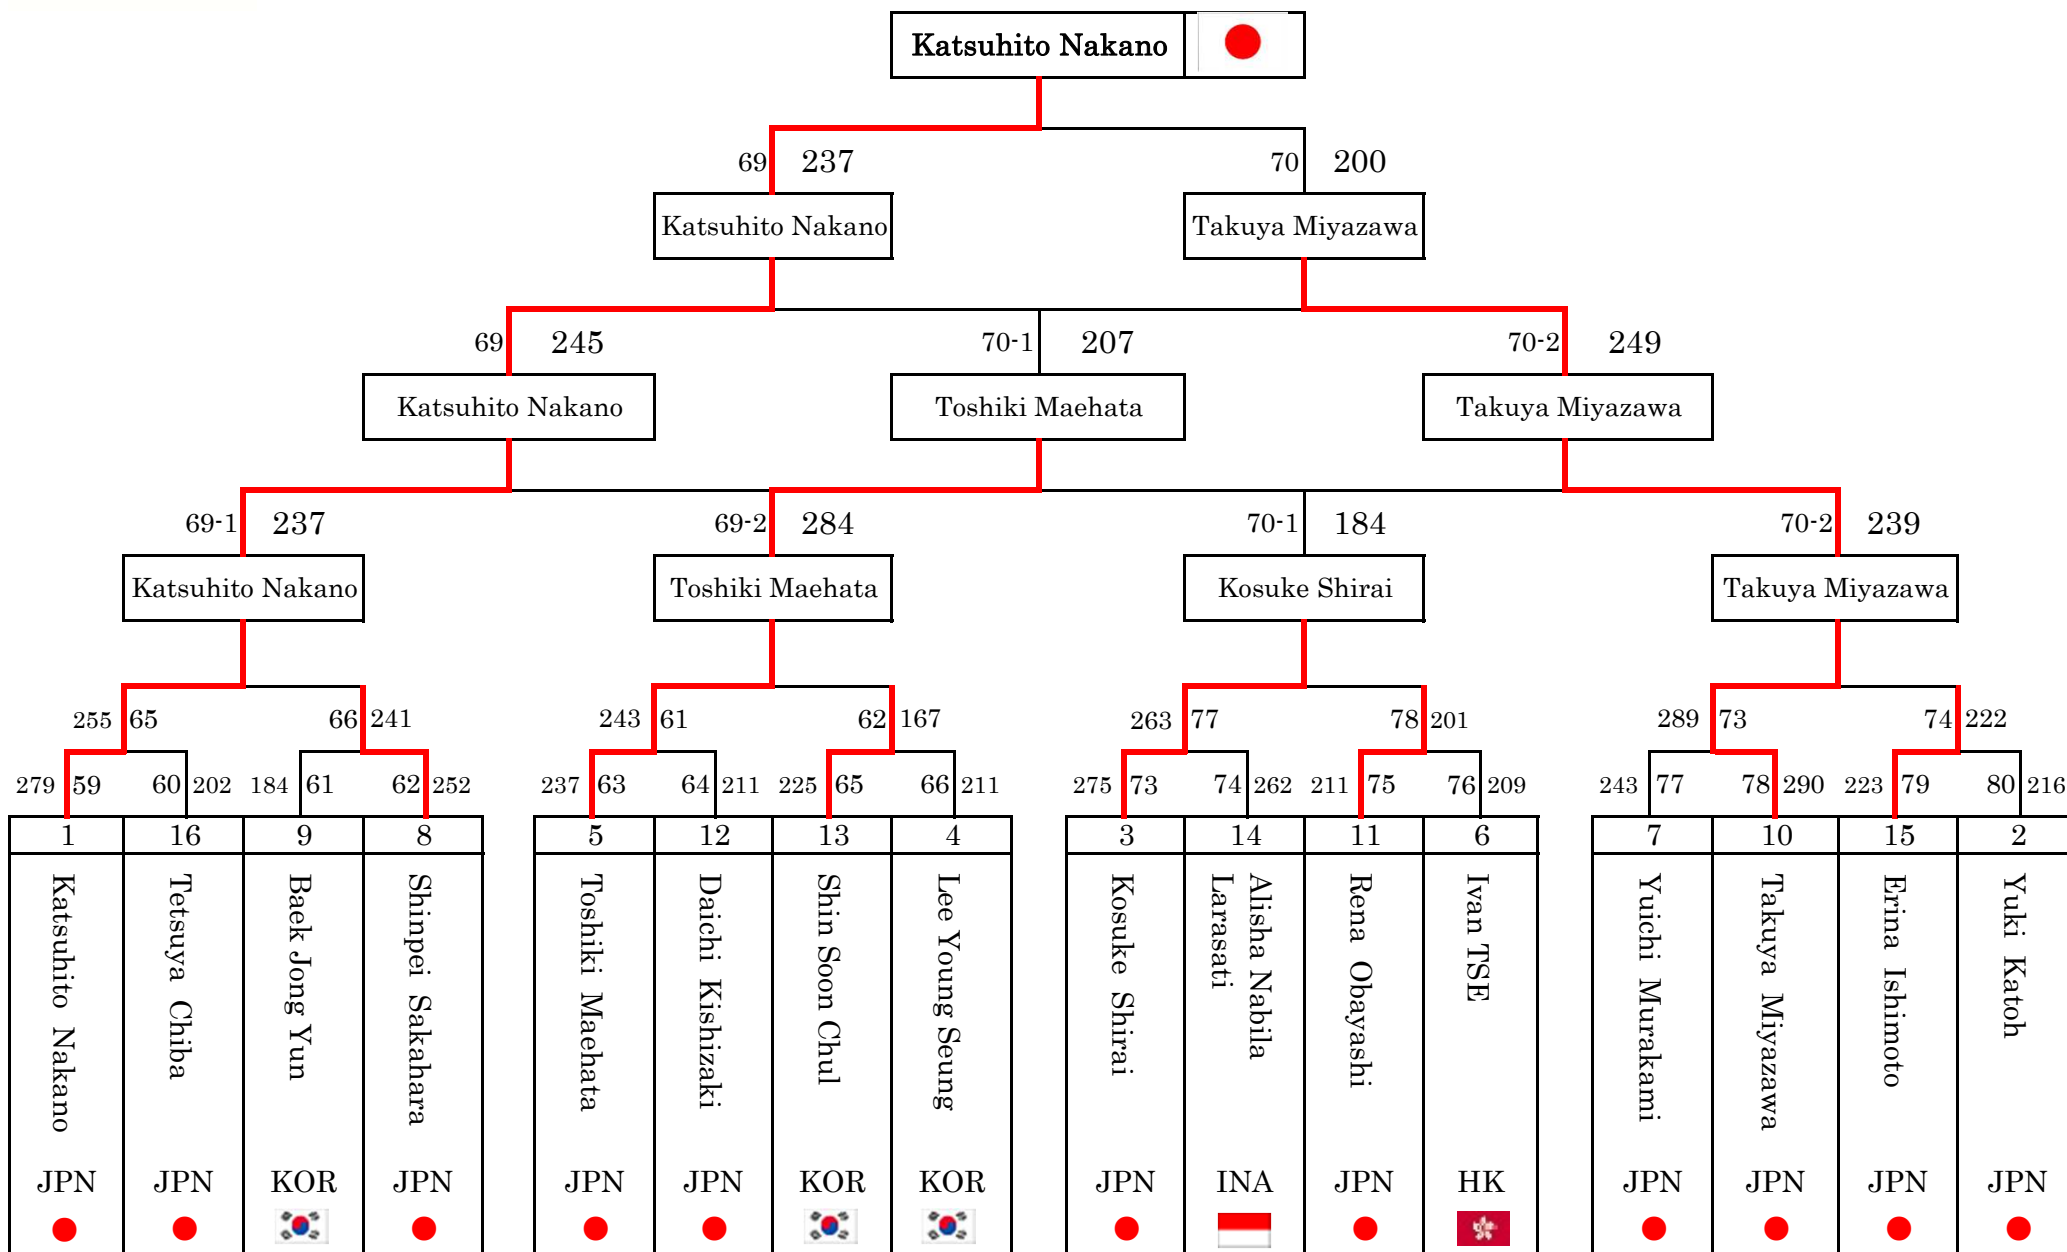 Katsuhito Nakano
69 237 70 200
Katsuhito Nakano Takuya Miyazawa
69 245 70-1 207 70-2 249
Katsuhito Nakano Toshiki Maehata Takuya Miyazawa
69-1 237 69-2 284 70-1 184 70-2 239
Katsuhito Nakano Toshiki Maehata Kosuke Shirai Takuya Miyazawa
255 65 66 241 243 61 62 167 263 77 78 201 289 73 74 222
279 59 60 202 184 61 62 252 237 63 64 211 225 65 66 211 275 73 74 262 211 75 76 209 243 77 78 290 223 79 80 216
1 16 9 8 5 12 13 4 3 14 11 6 7 10 15 2
Katsuhito Nakano
Tetsuya Chiba
Baek Jong Yun
Shinpei Sakahara
Toshiki Maehata
Daichi Kishizaki
Shin Soon Chul
Lee Young Seung
Kosuke Shirai
Alisha Nabila
Larasati
Rena Obayashi
Ivan TSE
Yuichi Murakami
Takuya Miyazawa
Erina Ishimoto
Yuki Katoh
JPN JPN KOR JPN JPN JPN KOR KOR JPN INA JPN HK JPN JPN JPN JPN